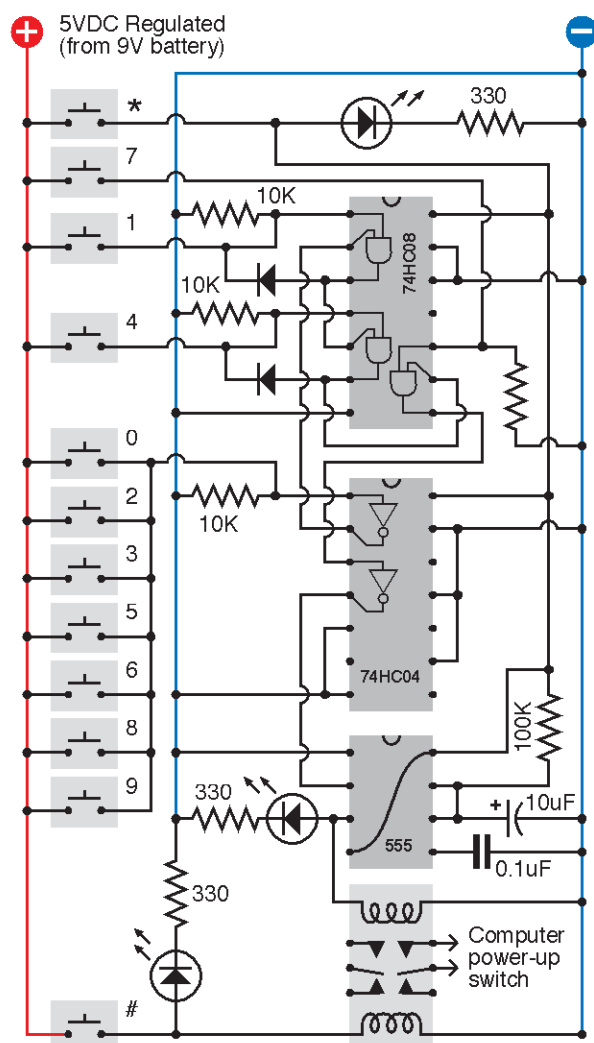 +
5VDC Regulated
(from 9V battery)
−
*
330
7
10K
1
74HC08
10K
4
0
10K
2
3
5
6
74HC04
8
100K
330
9
+
10uF
555
0.1uF
330
Computer
power-up
switch
#